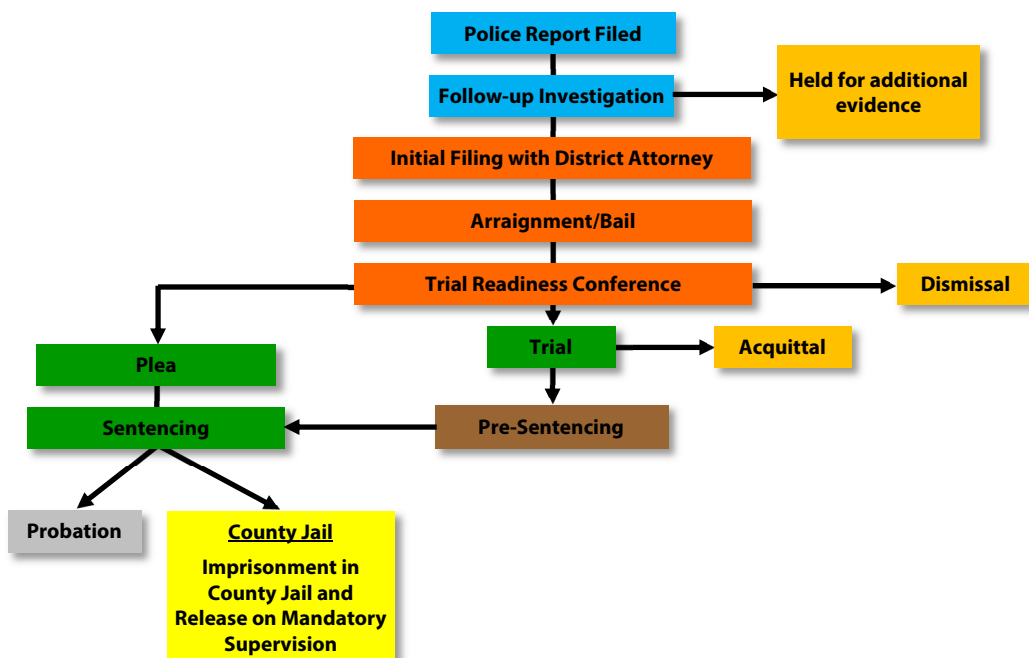 Police Report Filed
Follow-up Investigation
Held for additional
evidence
Initial Filing with District Attorney
Arraignment/Bail
Trial Readiness Conference
Dismissal
Trial
Acquittal
Plea
Sentencing
Pre-Sentencing
Probation
County Jail
Imprisonment in
County Jail and
Release on Mandatory
Supervision